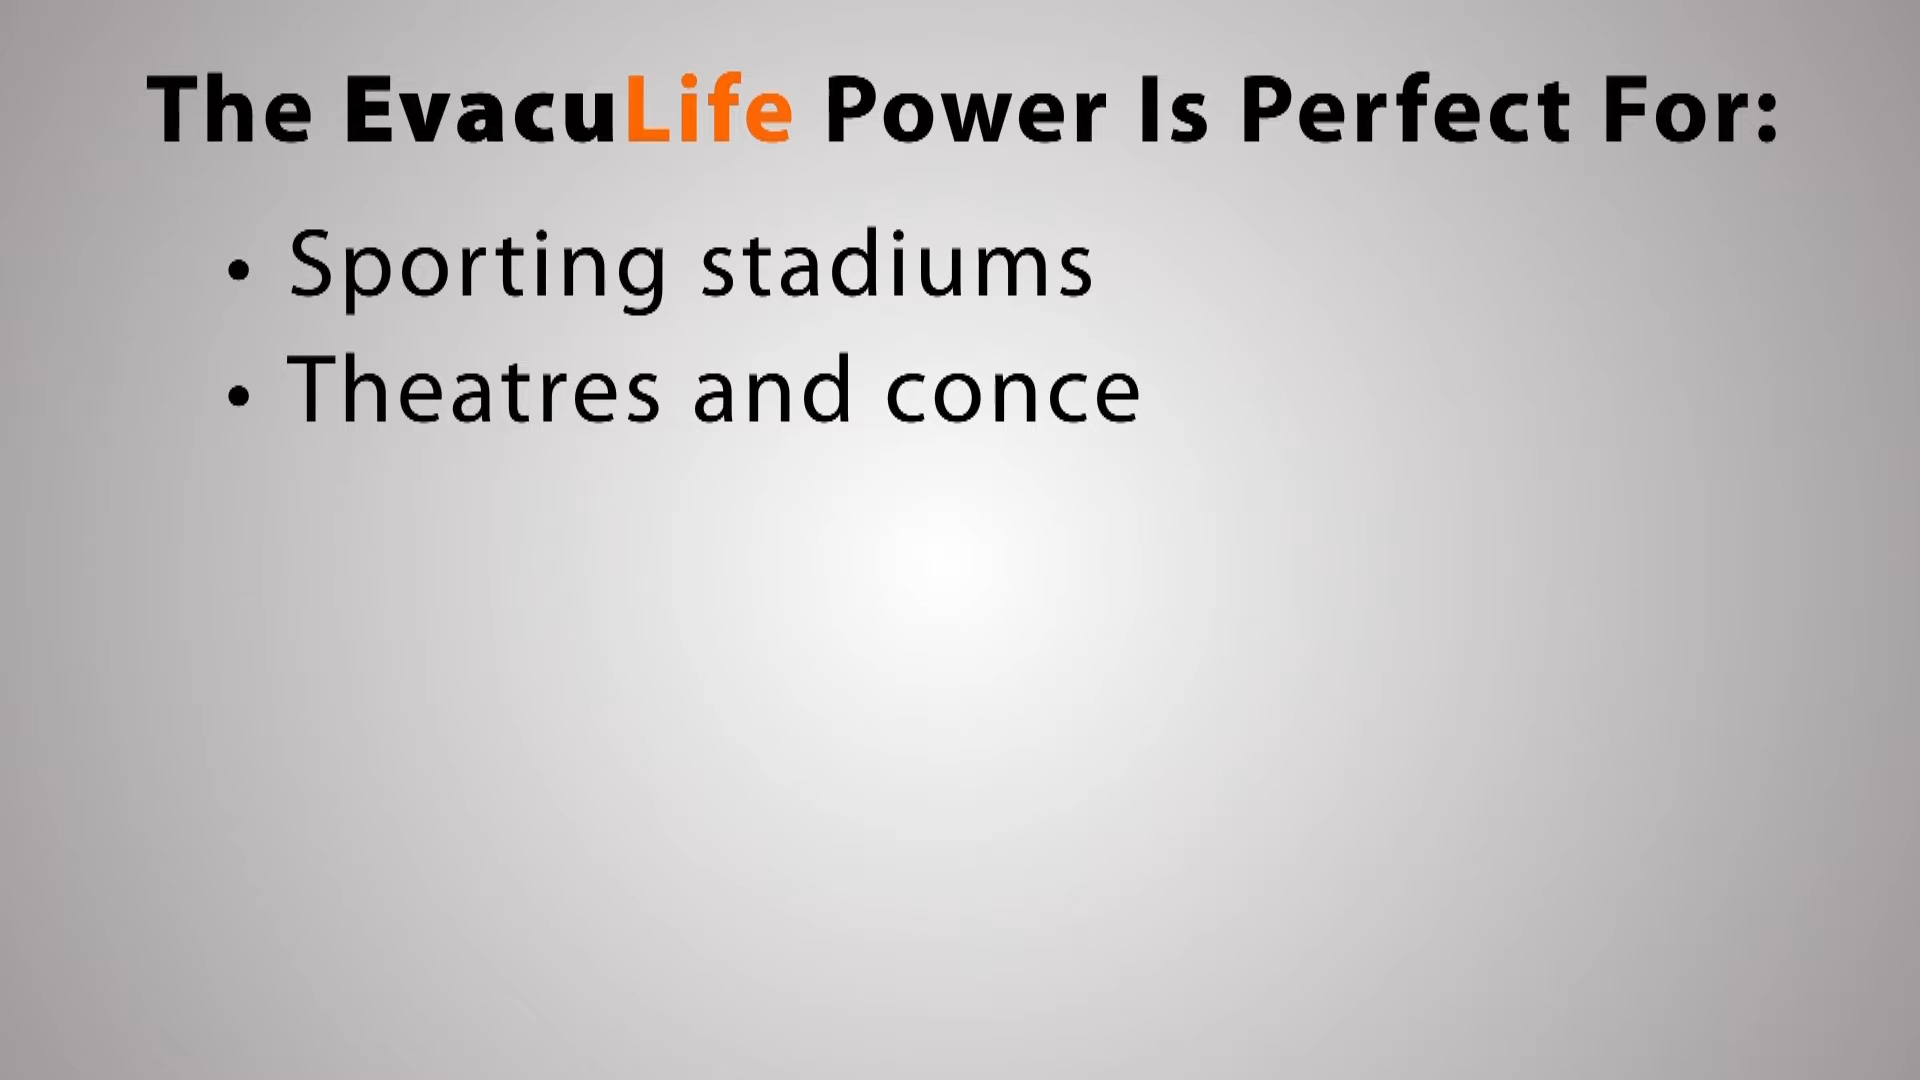 The EvacuLife Power Is Perfect For:
• Sporting stadiums
• Theatres and conce